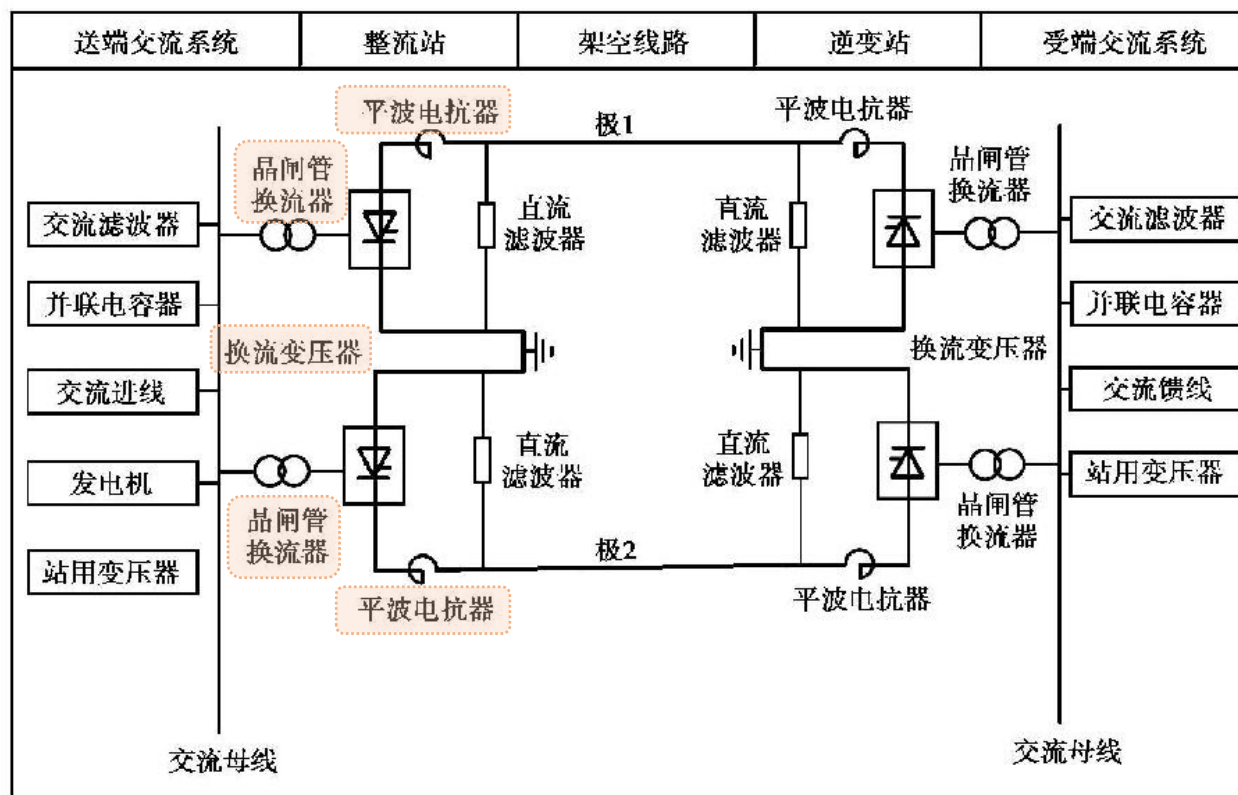 送端交流系统
整流站
架空线路
逆变站
受端交流系统
平波电抗器
极1
平波电抗器
晶闸管
换流器
晶闸管
换流器
交流滤波器
直流
滤波器
直流
滤波器
交流滤波器
并联电容器
并联电容器
换流变压器
换流变压器
交流进线
交流馈线
发电机
直流
滤波器
直流
滤波器
站用变压器
晶闸管
换流器
晶闸管
换流器
站用变压器
极2
平波电抗器
平波电抗器
交流母线
交流母线